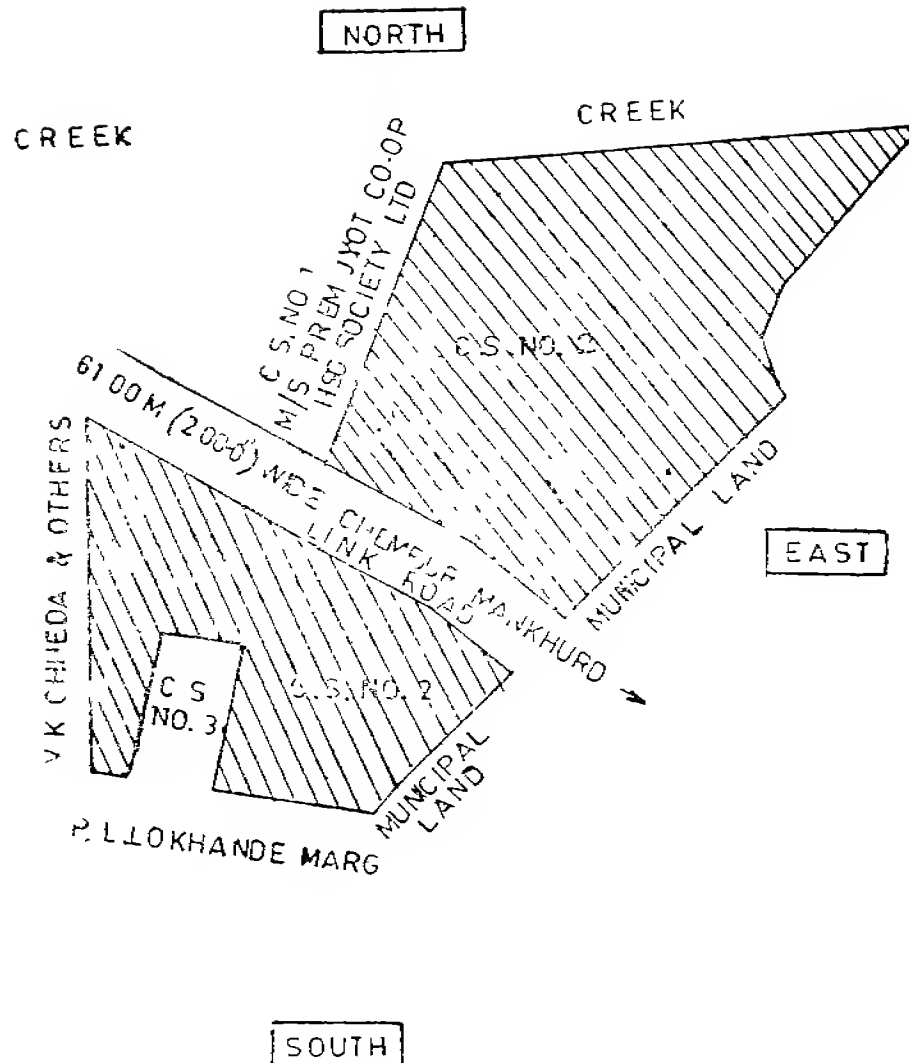 NORTH
CREEK
CREEK
C S. NO 1
M/S PREM JYOT CO-OP
HSG SOCIETY LTD
C.S. NO.
61 00 M (200-0") WIDE CHEMBUR MANKHURD
LINK ROAD
MUNICIPAL LAND
EAST
V K CHHEDA & OTHERS
C S
NO. 3
C.S. NO. 2
MUNICIPAL
LAND
P. L. LOKHANDE MARG
SOUTH